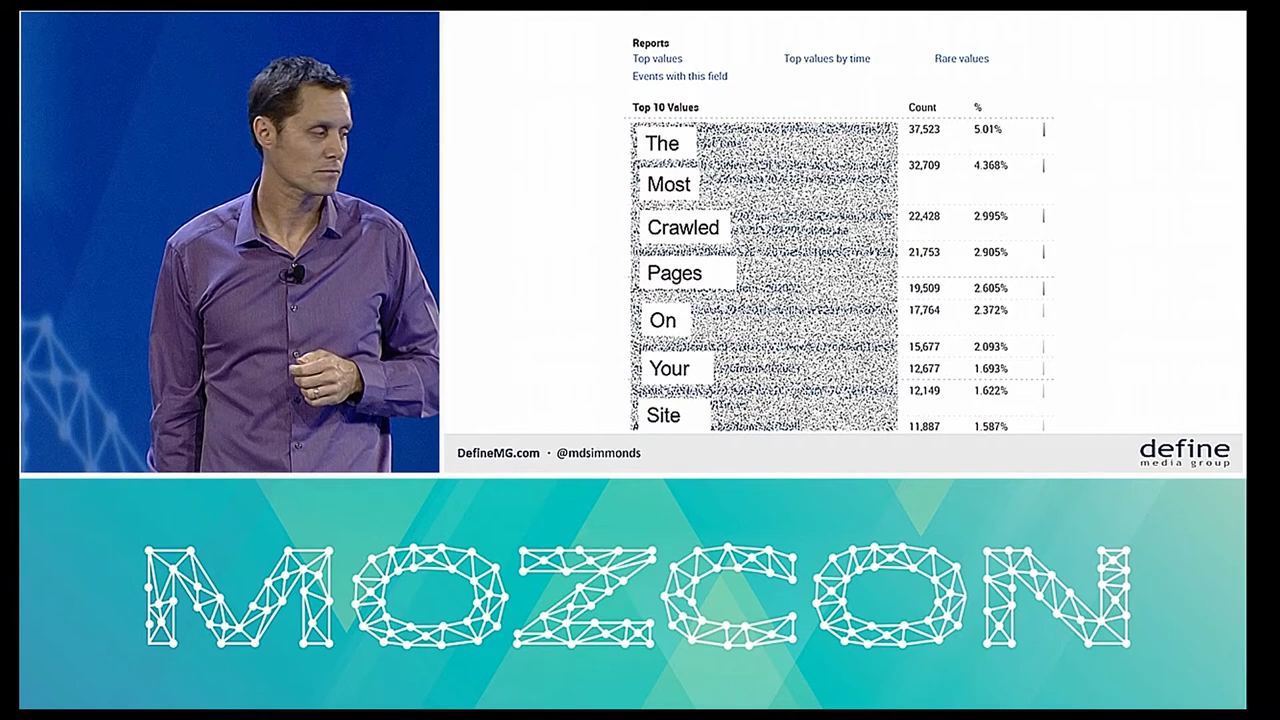 Reports
Top values Top values by time Rare values
Events with this field
Top 10 Values Count %
The 37,523 5.01%
Most 32,709 4.368%
Crawled 22,428 2.995%
Pages 21,753 2.905%
19,509 2.605%
On 17,764 2.372%
15,677 2.093%
Your 12,677 1.693%
12,149 1.622%
Site 11,887 1.587%
DefineMG.com · @mdsimmonds
define
media group
MOZCON